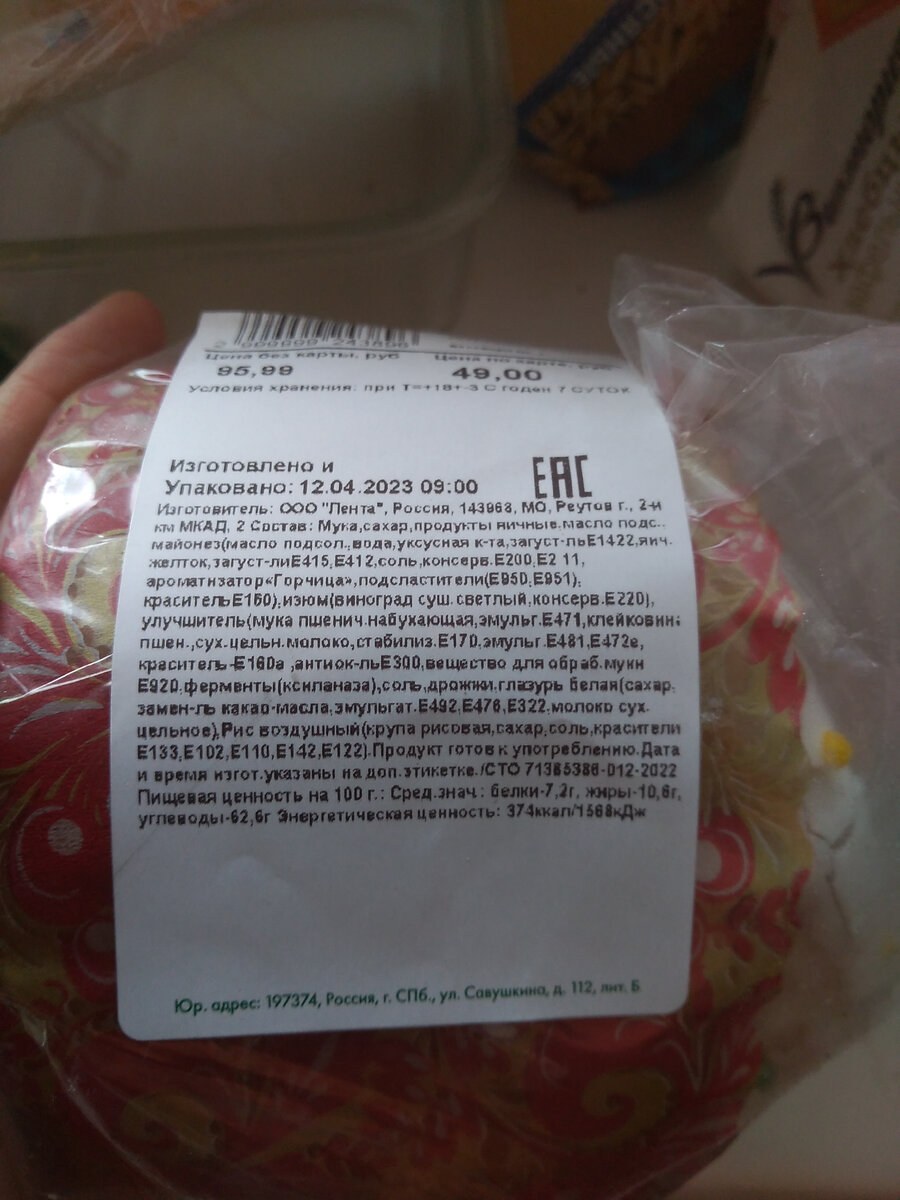 Цена без карты, руб
95,99 49,00
Условия хранения: при Т=+18+-3 С годен 7 СУТОК
Изготовлено и
Упаковано: 12.04.2023 09:00
EAC
Изготовитель: ООО "Лента", Россия, 143968, МО, Реутов г., 2-й
км МКАД, 2 Состав: Мука,сахар,продукты яичные,масло подс.,
майонез(масло подсол.,вода,уксусная к-та,загуст-льЕ1422,яич.
желток,загуст-лиЕ415,Е412,соль,консерв.Е200,Е2 11,
ароматизатор«Горчица»,подсластители(Е950,Е951),
краситель Е160),изюм(виноград суш.светлый,консерв.Е220),
улучшитель(мука пшенич.набухающая,эмульг.Е471,клейковин
пшен.,сух.цельн.молоко,стабилиз.Е170,эмульг.Е481,Е472е,
краситель-Е160а ,антиок-льЕ300,вещество для обраб.муки
Е920,ферменты(ксиланаза),соль,дрожжи,глазурь белая(сахар,
замен-ль какао-масла,эмульгат.Е492,Е476,Е322,молоко сух.
цельное),Рис воздушный(крупа рисовая,сахар,соль,красители
Е133,Е102,Е110,Е142,Е122).Продукт готов к употреблению.Дата
и время изгот.указаны на доп.этикетке./СТО 71385386-012-2022
Пищевая ценность на 100 г.: Сред.знач.: белки-7,2г, жиры-10,6г,
углеводы-62,6г Энергетическая ценность: 374ккал/1568кДж
Юр. адрес: 197374, Россия, г. СПб., ул. Савушкина, д. 112, лит. Б